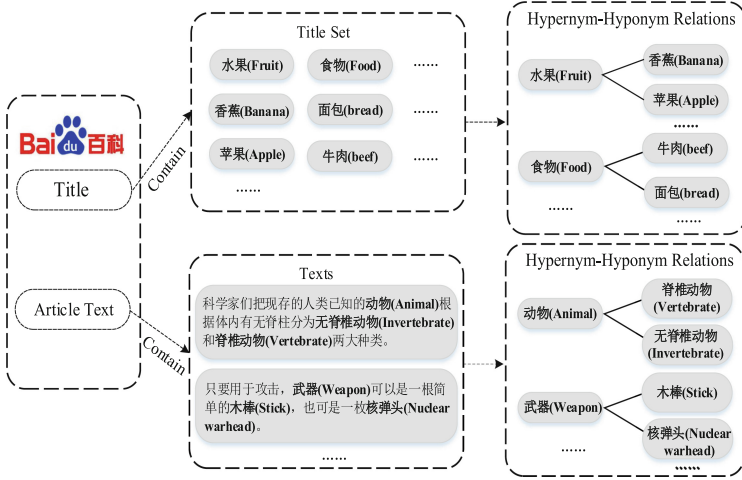 Bai du 百科
Title
Article Text
Contain
Contain
Title Set
水果(Fruit) 食物(Food) ······
香蕉(Banana) 面包(bread) ······
苹果(Apple) 牛肉(beef) ······
······
Hypernym-Hyponym Relations
水果(Fruit)
香蕉(Banana)
苹果(Apple)
······
食物(Food)
牛肉(beef)
面包(bread)
······
······
Texts
科学家们把现存的人类已知的动物(Animal)根
据体内有无脊柱分为无脊椎动物(Invertebrate)
和脊椎动物(Vertebrate)两大种类。
只要用于攻击，武器(Weapon)可以是一根简
单的木棒(Stick)，也可是一枚核弹头(Nuclear
warhead)。
······
Hypernym-Hyponym Relations
动物(Animal)
脊椎动物
(Vertebrate)
无脊椎动物
(Invertebrate)
武器(Weapon)
木棒(Stick)
核弹头(Nuclear
warhead)
······
······